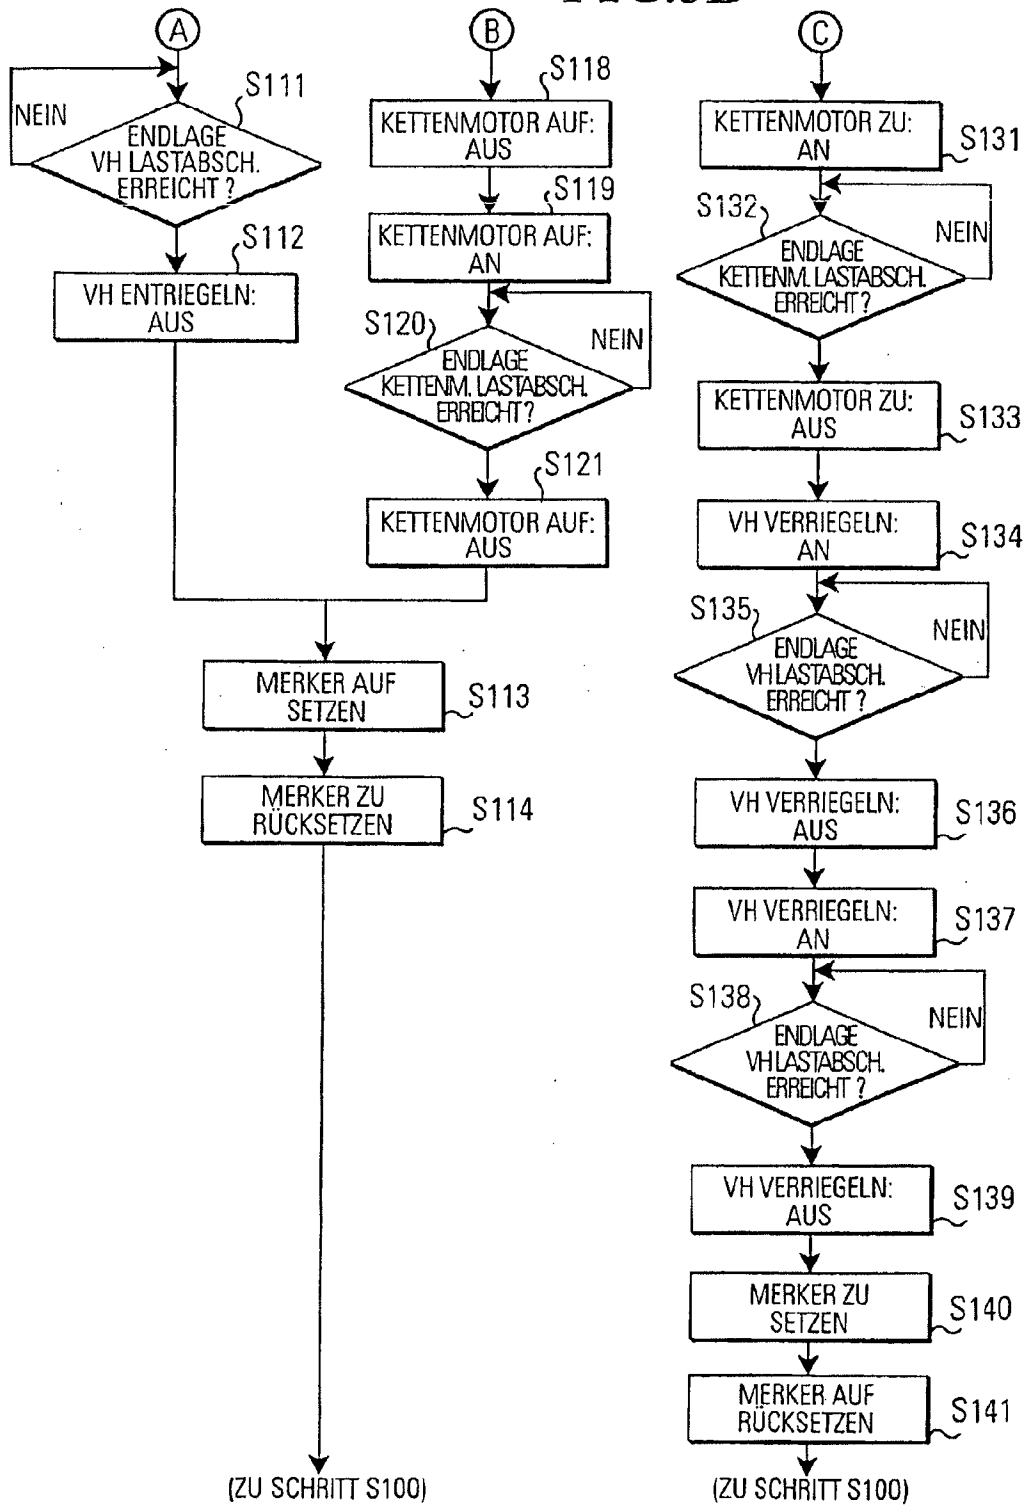 A
NEIN
S111
ENDLAGE
VH LASTABSCH.
ERREICHT ?
S112
VH ENTRIEGELN:
AUS
B
S118
KETTENMOTOR AUF:
AUS
S119
KETTENMOTOR AUF:
AN
S120
NEIN
ENDLAGE
KETTENM. LASTABSCH.
ERREICHT?
S121
KETTENMOTOR AUF:
AUS
MERKER AUF
SETZEN
S113
MERKER ZU
RÜCKSETZEN
S114
(ZU SCHRITT S100)
C
KETTENMOTOR ZU:
AN
S131
S132
NEIN
ENDLAGE
KETTENM. LASTABSCH.
ERREICHT?
KETTENMOTOR ZU:
AUS
S133
VH VERRIEGELN:
AN
S134
S135
NEIN
ENDLAGE
VH LASTABSCH.
ERREICHT ?
VH VERRIEGELN:
AUS
S136
VH VERRIEGELN:
AN
S137
S138
NEIN
ENDLAGE
VH LASTABSCH.
ERREICHT ?
VH VERRIEGELN:
AUS
S139
MERKER ZU
SETZEN
S140
MERKER AUF
RÜCKSETZEN
S141
(ZU SCHRITT S100)